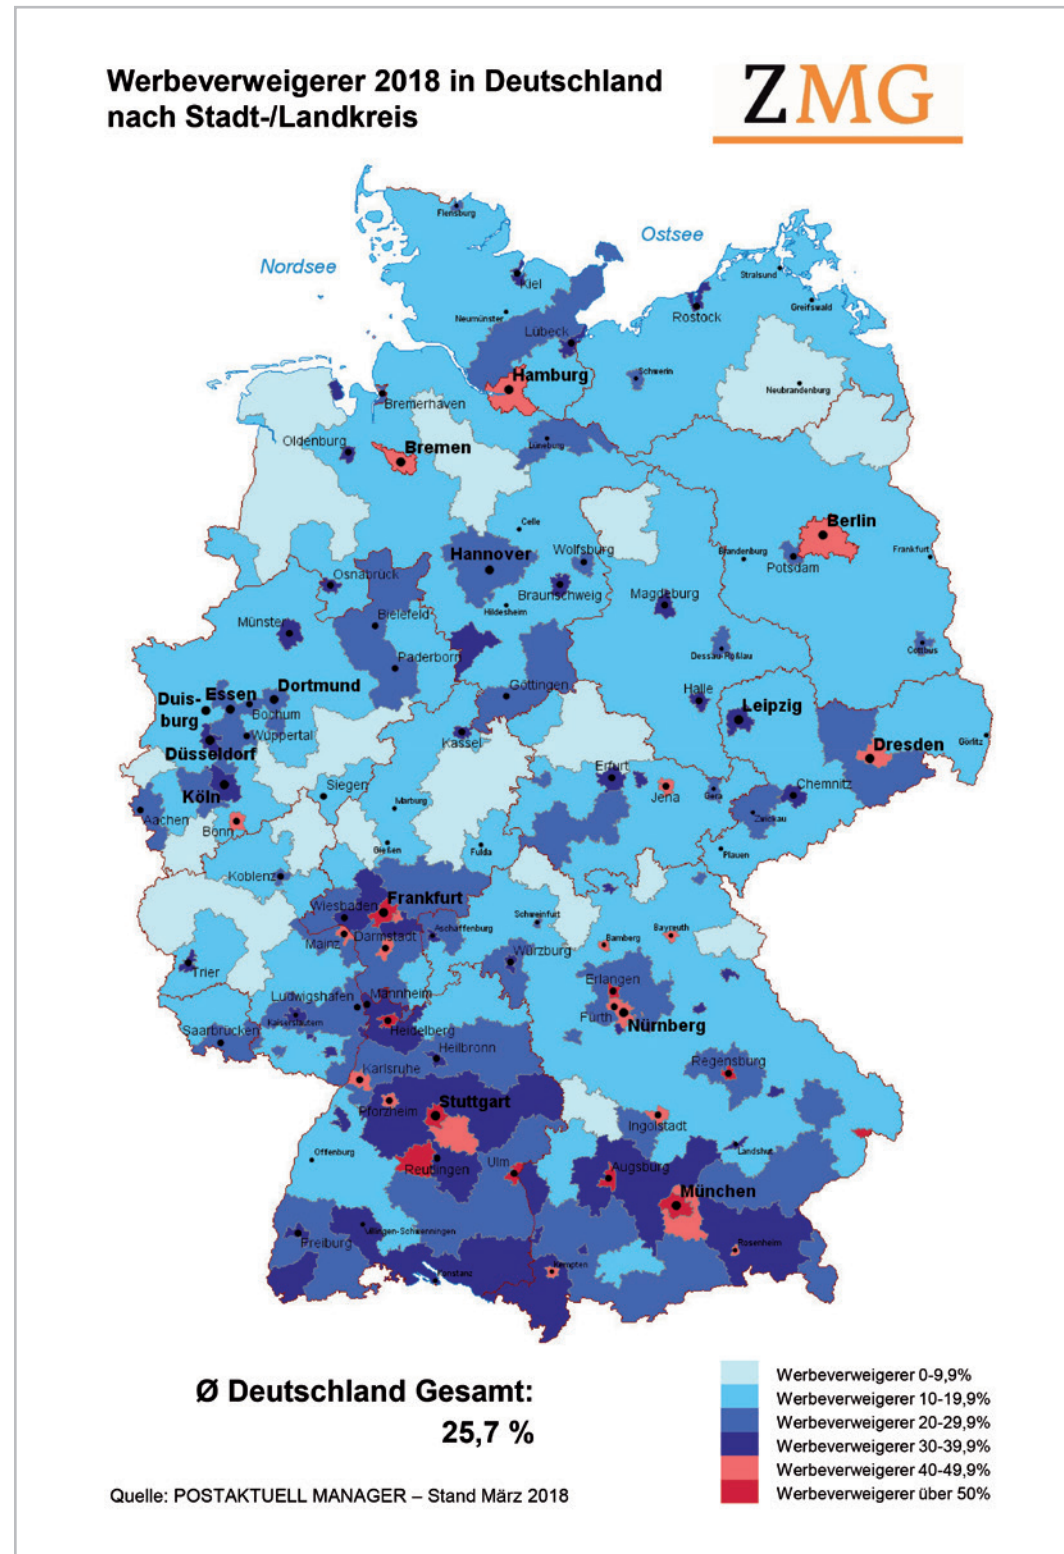 Werbeverweigerer 2018 in Deutschland
nach Stadt-/Landkreis
ZMG
Flensburg
Ostsee
Nordsee
Stralsund
Kiel
Greifswald
Neumünster
Rostock
Lübeck
Hamburg
Schwerin
Neubrandenburg
Bremerhaven
Oldenburg
Lüneburg
Bremen
Celle
Berlin
Hannover
Wolfsburg
Brandenburg
Frankfurt
Potsdam
Osnabrück
Braunschweig
Magdeburg
Hildesheim
Bielefeld
Münster
Dessau-Roßlau
Cottbus
Paderborn
Dortmund
Göttingen
Halle
Duis-
burg
Essen
Bochum
Leipzig
Wuppertal
Kassel
Düsseldorf
Dresden
Görlitz
Erfurt
Siegen
Chemnitz
Köln
Jena
Gera
Marburg
Aachen
Zwickau
Bonn
Gießen
Fulda
Plauen
Koblenz
Frankfurt
Wiesbaden
Schweinfurt
Aschaffenburg
Bayreuth
Mainz
Darmstadt
Bamberg
Würzburg
Trier
Erlangen
Ludwigshafen
Mannheim
Kaiserslautern
Fürth
Nürnberg
Saarbrücken
Heidelberg
Heilbronn
Regensburg
Karlsruhe
Pforzheim
Stuttgart
Ingolstadt
Offenburg
Landshut
Reutlingen
Ulm
Augsburg
München
Villingen-Schwenningen
Freiburg
Rosenheim
Kempten
Konstanz
Ø Deutschland Gesamt:
25,7 %
Werbeverweigerer 0-9,9%
Werbeverweigerer 10-19,9%
Werbeverweigerer 20-29,9%
Werbeverweigerer 30-39,9%
Werbeverweigerer 40-49,9%
Werbeverweigerer über 50%
Quelle: POSTAKTUELL MANAGER – Stand März 2018